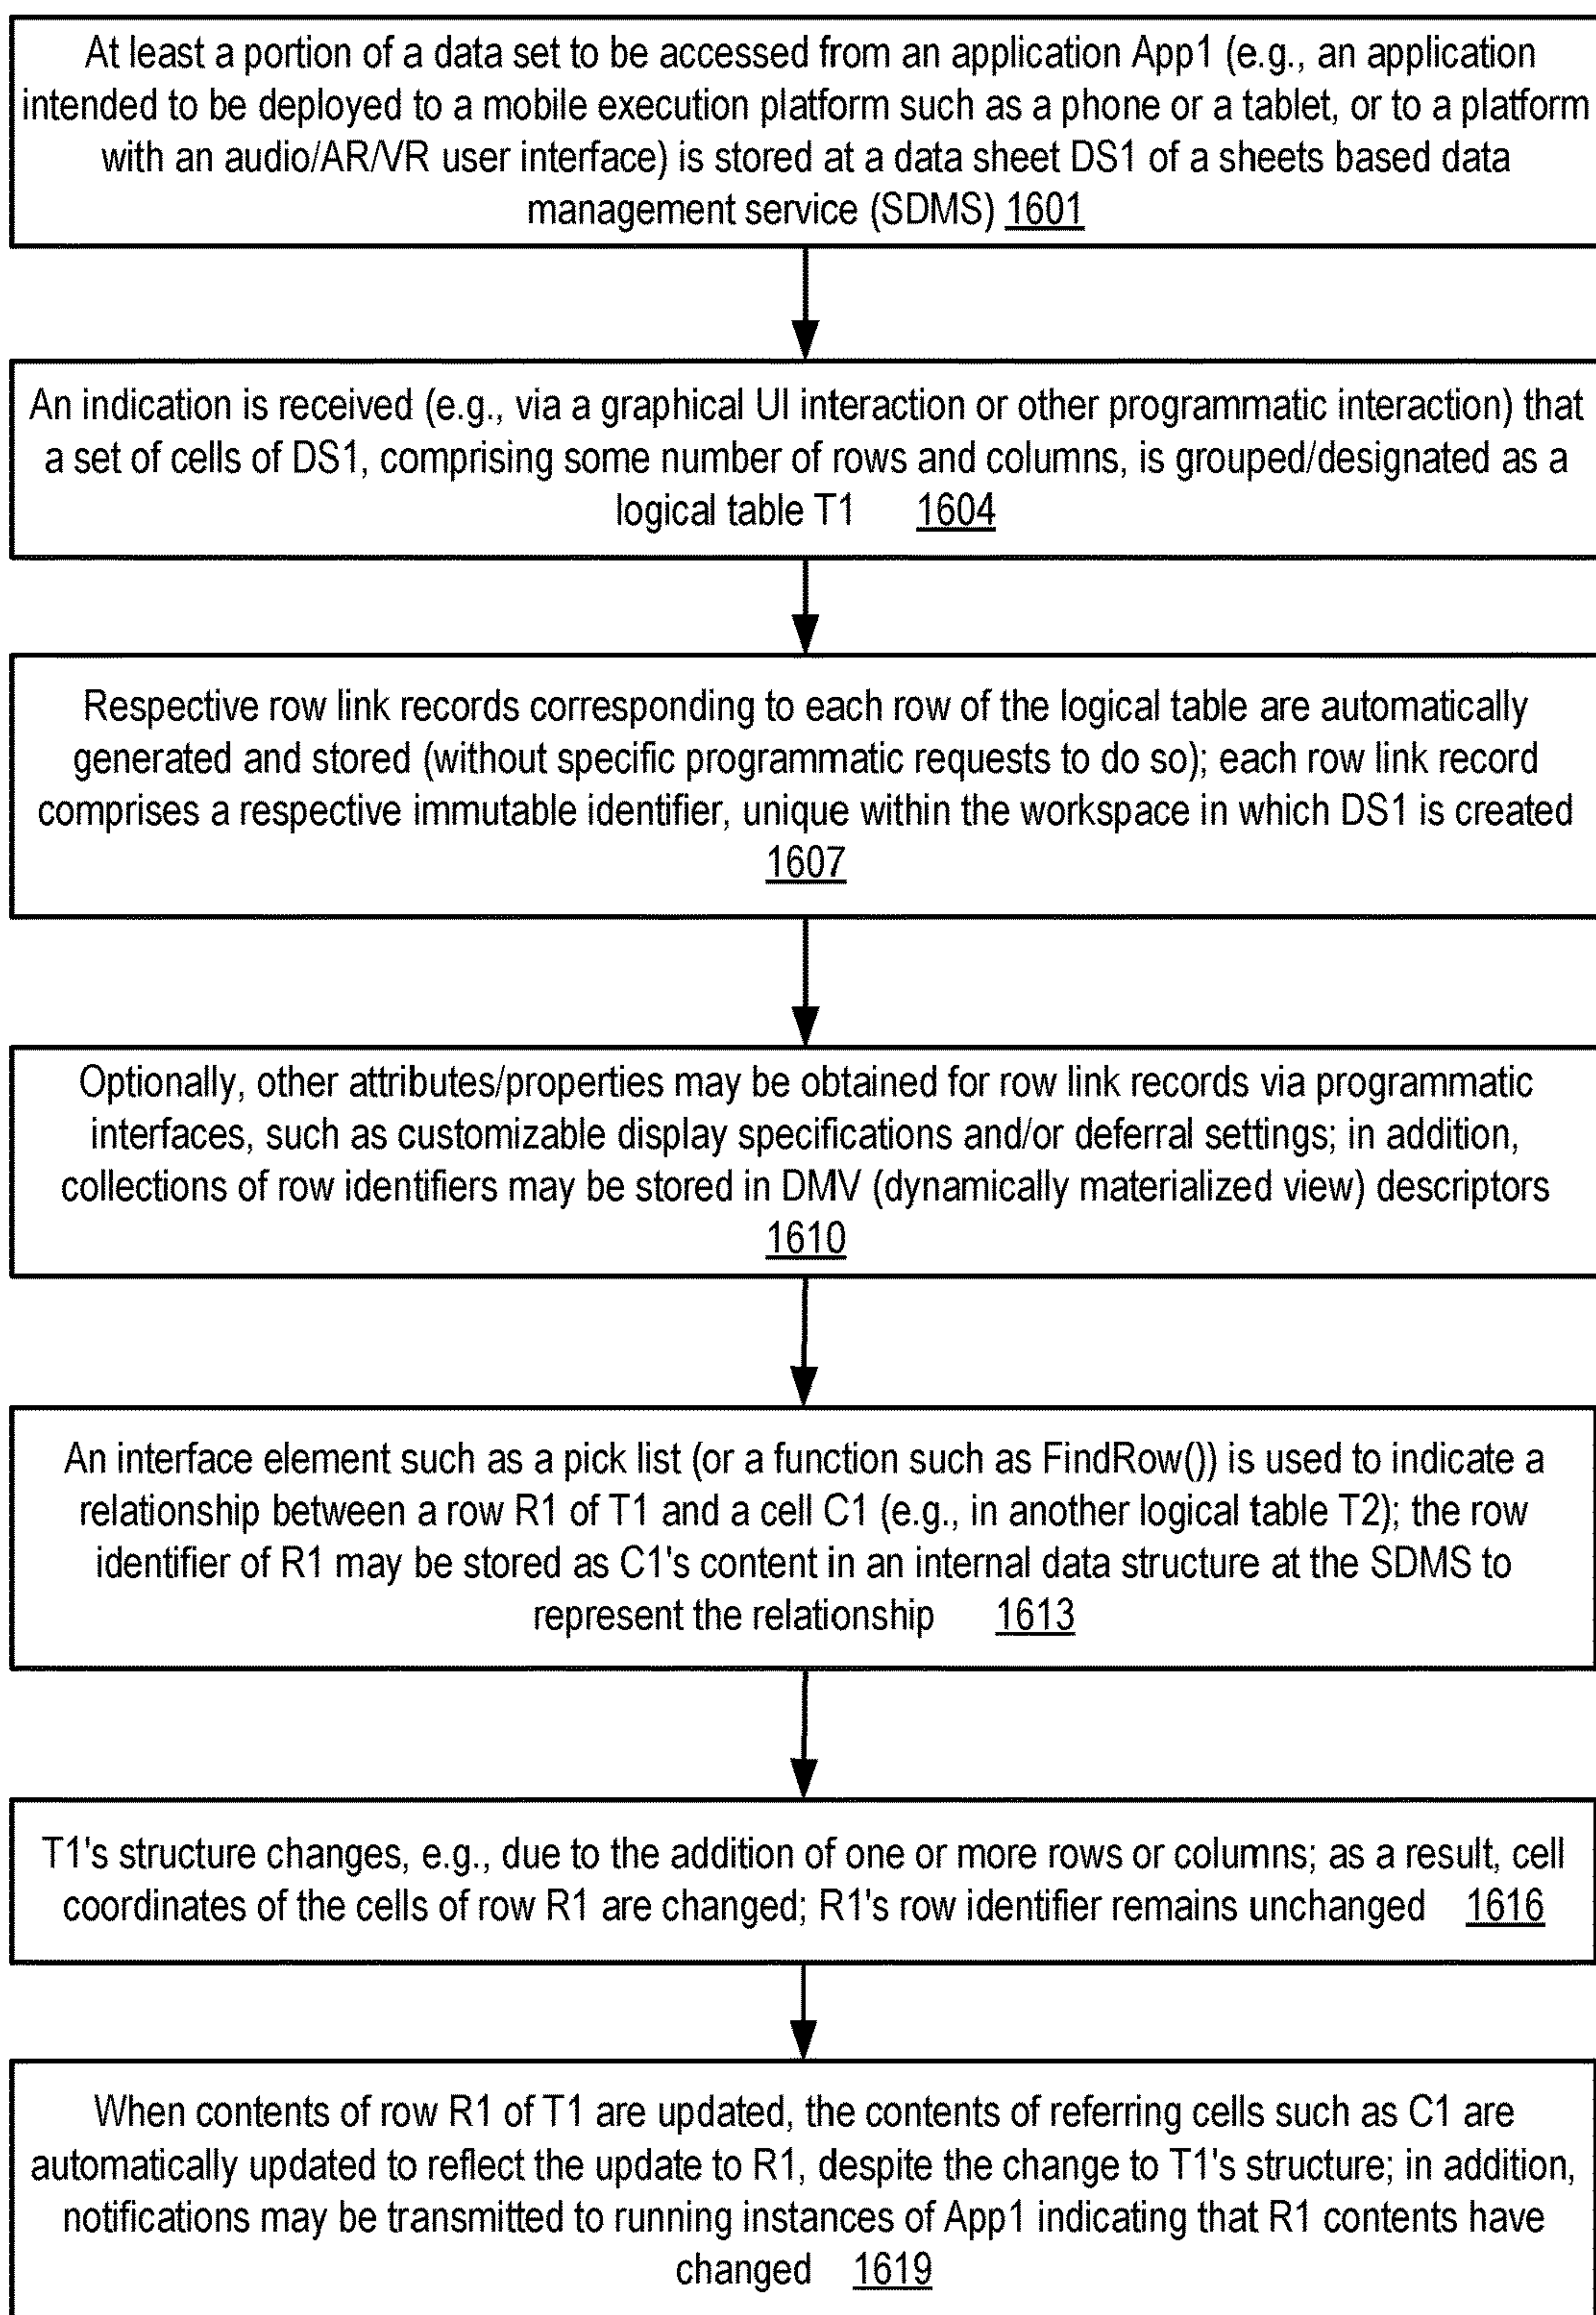 At least a portion of a data set to be accessed from an application App1 (e.g., an application
intended to be deployed to a mobile execution platform such as a phone or a tablet, or to a platform
with an audio/AR/VR user interface) is stored at a data sheet DS1 of a sheets based data
management service (SDMS) 1601
An indication is received (e.g., via a graphical UI interaction or other programmatic interaction) that
a set of cells of DS1, comprising some number of rows and columns, is grouped/designated as a
logical table T1 1604
Respective row link records corresponding to each row of the logical table are automatically
generated and stored (without specific programmatic requests to do so); each row link record
comprises a respective immutable identifier, unique within the workspace in which DS1 is created
1607
Optionally, other attributes/properties may be obtained for row link records via programmatic
interfaces, such as customizable display specifications and/or deferral settings; in addition,
collections of row identifiers may be stored in DMV (dynamically materialized view) descriptors
1610
An interface element such as a pick list (or a function such as FindRow()) is used to indicate a
relationship between a row R1 of T1 and a cell C1 (e.g., in another logical table T2); the row
identifier of R1 may be stored as C1's content in an internal data structure at the SDMS to
represent the relationship 1613
T1's structure changes, e.g., due to the addition of one or more rows or columns; as a result, cell
coordinates of the cells of row R1 are changed; R1's row identifier remains unchanged 1616
When contents of row R1 of T1 are updated, the contents of referring cells such as C1 are
automatically updated to reflect the update to R1, despite the change to T1's structure; in addition,
notifications may be transmitted to running instances of App1 indicating that R1 contents have
changed 1619